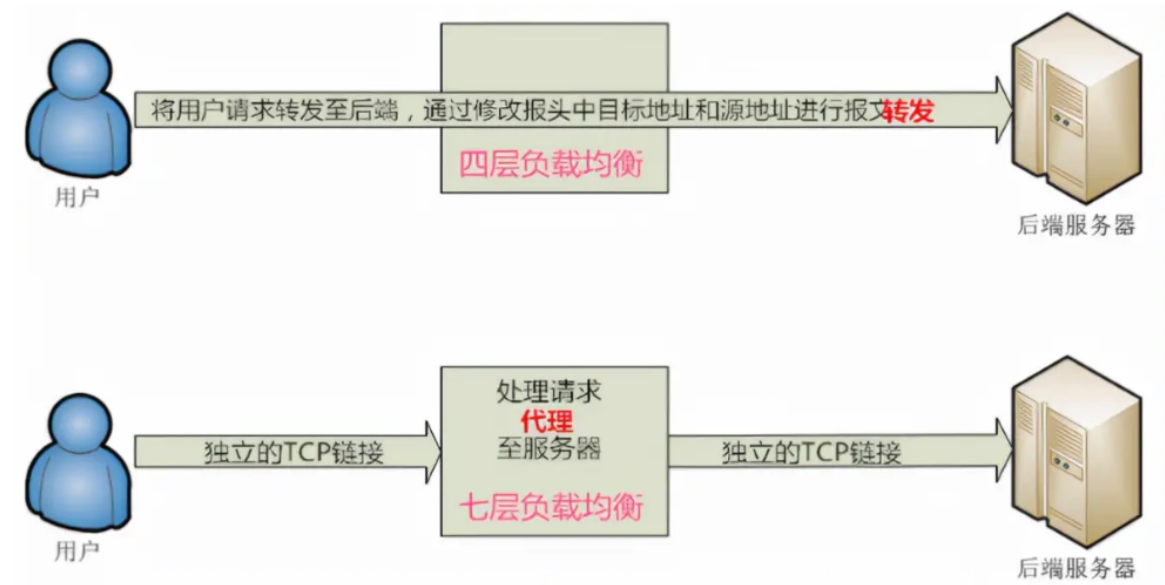 将用户请求转发至后端，通过修改报头中目标地址和源地址进行报文转发
四层负载均衡
用户
后端服务器
处理请求
代理
至服务器
独立的TCP链接
独立的TCP链接
七层负载均衡
用户
后端服务器